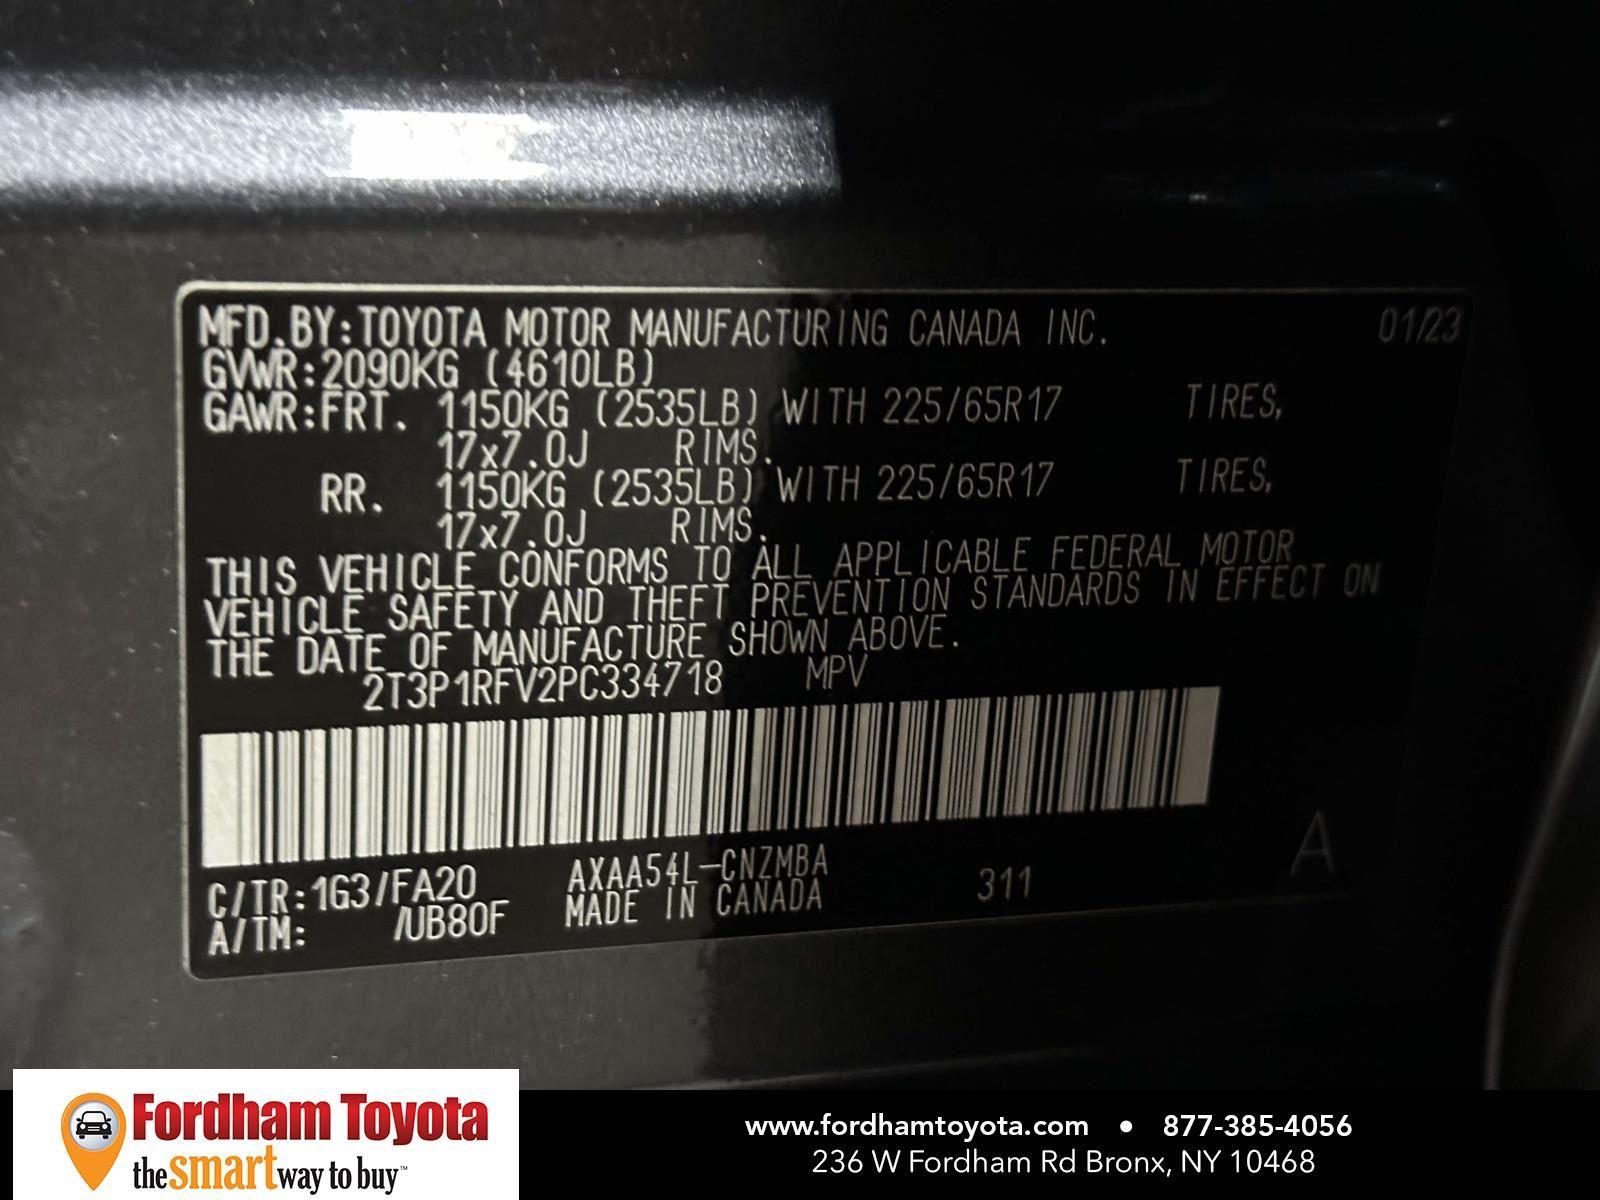 MFD.BY:TOYOTA MOTOR MANUFACTURING CANADA INC. 01/23
GVWR:2090KG (4610LB)
GAWR:FRT. 1150KG (2535LB) WITH 225/65R17 TIRES,
17x7.0J RIMS.
RR. 1150KG (2535LB) WITH 225/65R17 TIRES,
17x7.0J RIMS.
THIS VEHICLE CONFORMS TO ALL APPLICABLE FEDERAL MOTOR
VEHICLE SAFETY AND THEFT PREVENTION STANDARDS IN EFFECT ON
THE DATE OF MANUFACTURE SHOWN ABOVE.
2T3P1RFV2PC334718 MPV
A
C/TR:1G3/FA20 AXAA54L-CNZMBA
A/TM: /UB80F MADE IN CANADA 311
Fordham Toyota
the smart way to buy™
www.fordhamtoyota.com • 877-385-4056
236 W Fordham Rd Bronx, NY 10468